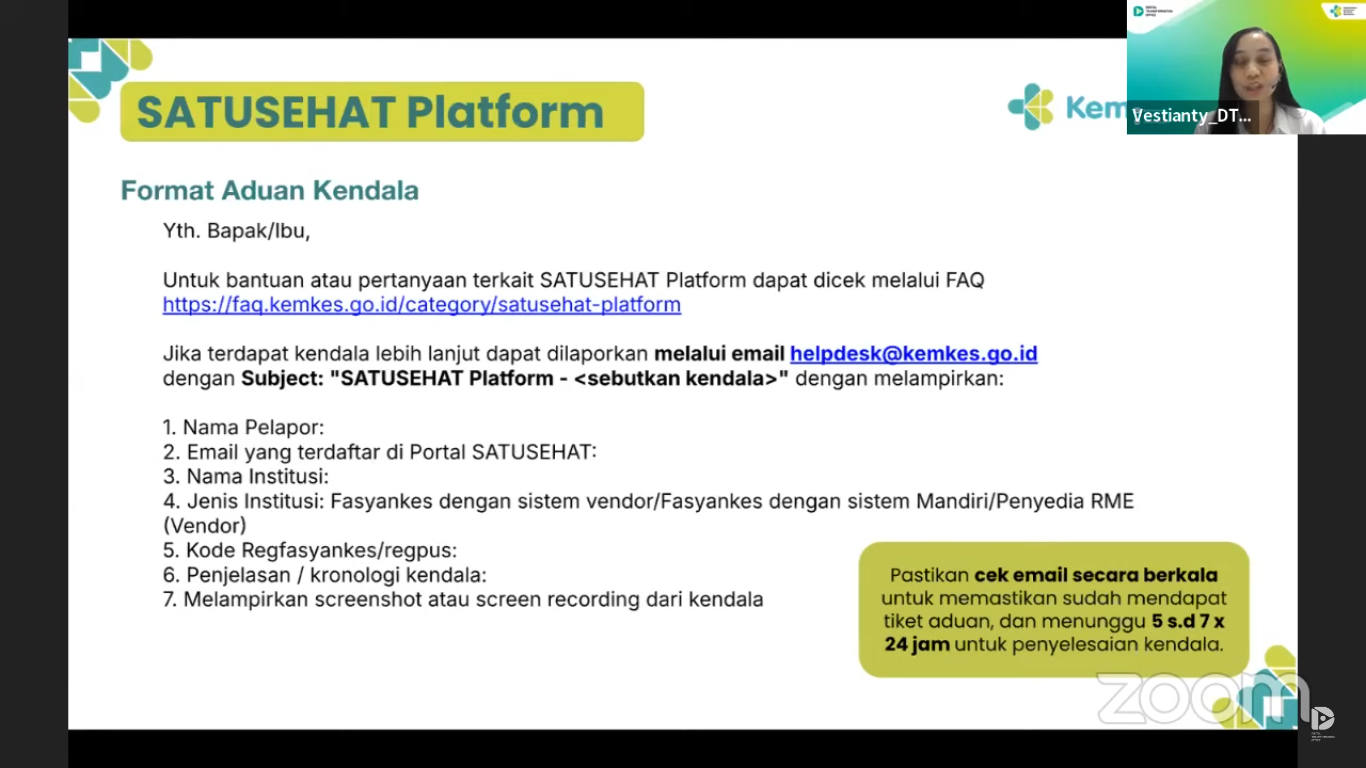 SATUSEHAT Platform
Kem
Vestianty_DT...
Format Aduan Kendala
Yth. Bapak/Ibu,
Untuk bantuan atau pertanyaan terkait SATUSEHAT Platform dapat dicek melalui FAQ
https://faq.kemkes.go.id/category/satusehat-platform
Jika terdapat kendala lebih lanjut dapat dilaporkan melalui email helpdesk@kemkes.go.id
dengan Subject: "SATUSEHAT Platform - <sebutkan kendala>" dengan melampirkan:
1. Nama Pelapor:
2. Email yang terdaftar di Portal SATUSEHAT:
3. Nama Institusi:
4. Jenis Institusi: Fasyankes dengan sistem vendor/Fasyankes dengan sistem Mandiri/Penyedia RME
(Vendor)
5. Kode Regfasyankes/regpus:
6. Penjelasan / kronologi kendala:
7. Melampirkan screenshot atau screen recording dari kendala
Pastikan cek email secara berkala
untuk memastikan sudah mendapat
tiket aduan, dan menunggu 5 s.d 7 x
24 jam untuk penyelesaian kendala.
zoom